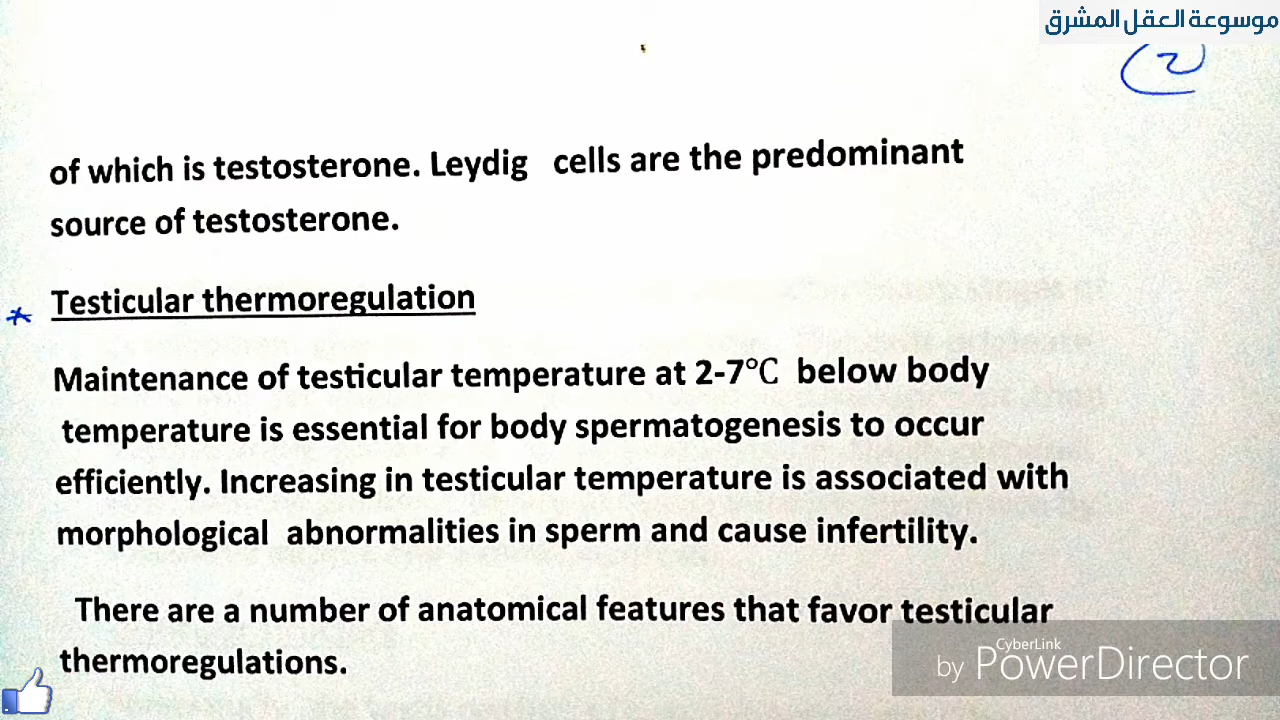 موسوعة العقل المشرق
2
of which is testosterone. Leydig cells are the predominant
source of testosterone.
* Testicular thermoregulation
Maintenance of testicular temperature at 2-7°C below body
temperature is essential for body spermatogenesis to occur
efficiently. Increasing in testicular temperature is associated with
morphological abnormalities in sperm and cause infertility.
There are a number of anatomical features that favor testicular
thermoregulations.
CyberLink
by PowerDirector